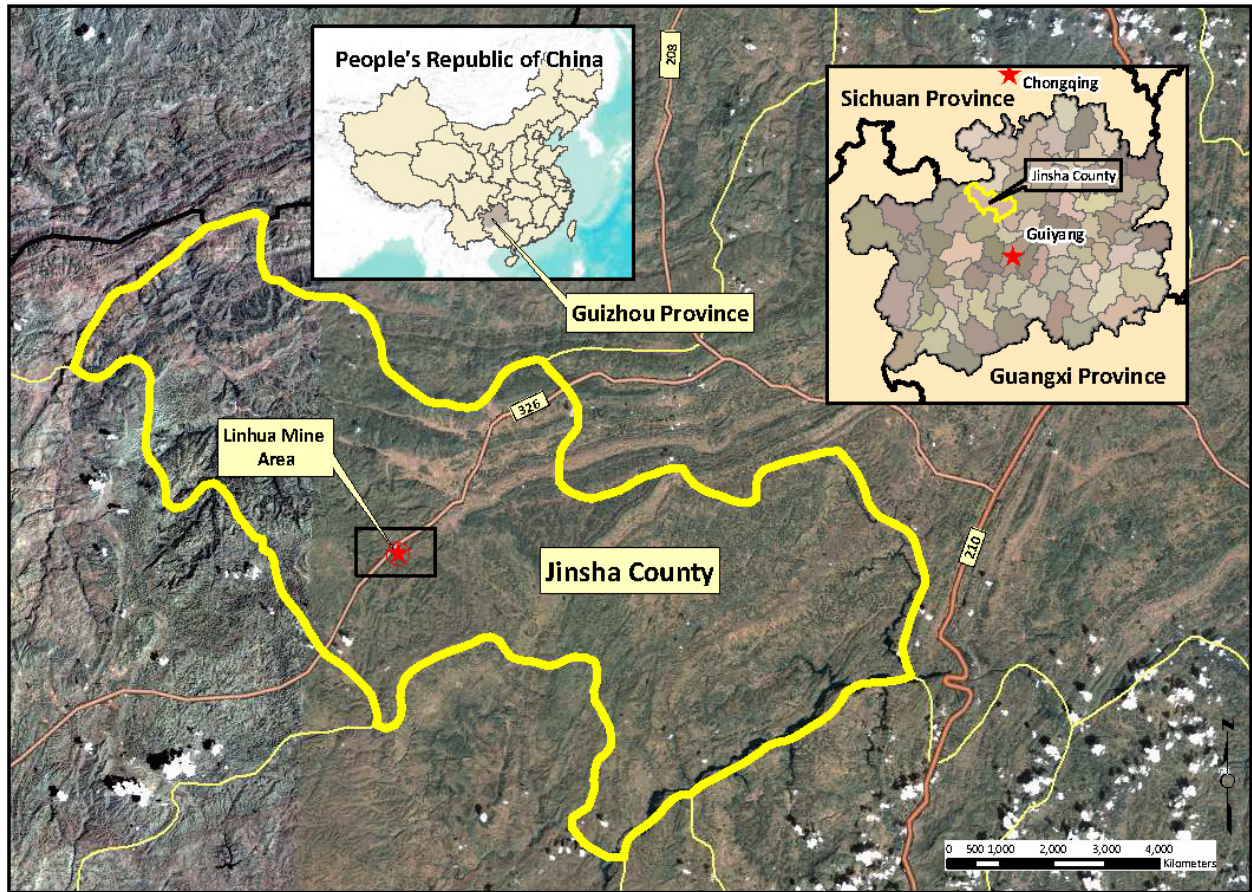 People's Republic of China
Guizhou Province
208
Chongqing
Sichuan Province
Jinsha County
Guiyang
Guangxi Province
326
Linhua Mine
Area
Jinsha County
210
N
0 500 1,000 2,000 3,000 4,000
Kilometers